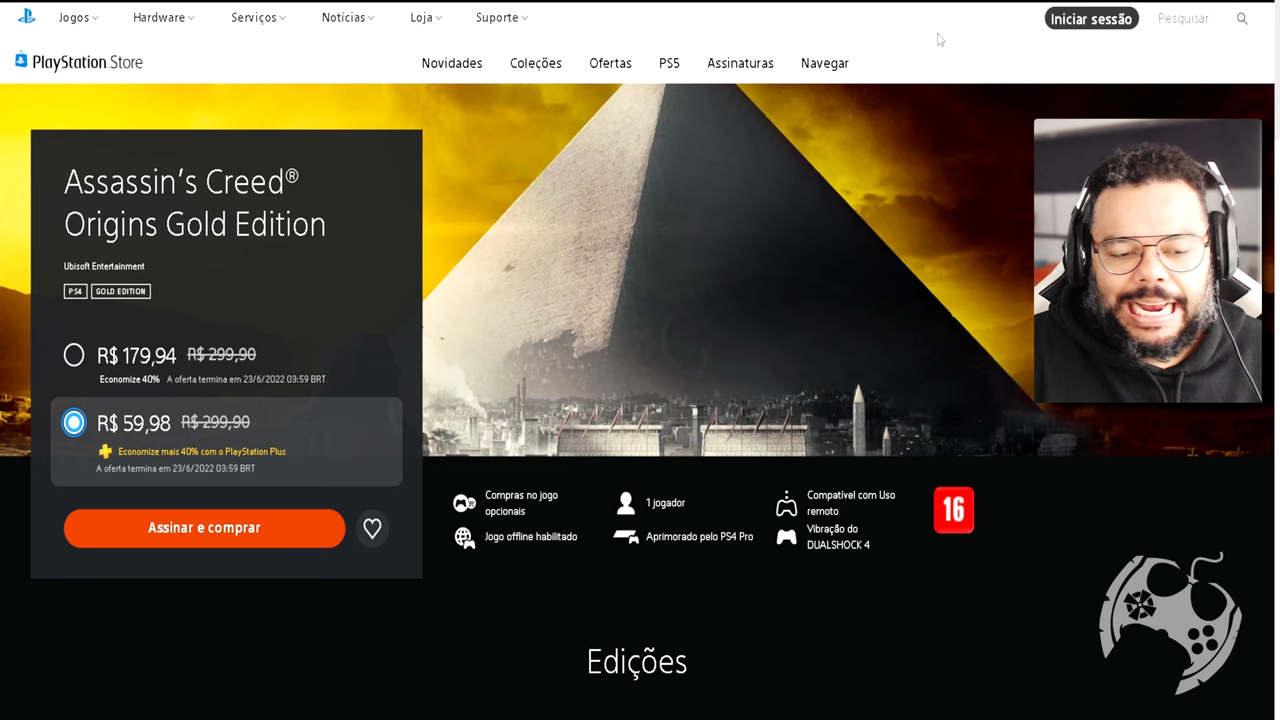 Jogos Hardware Serviços Notícias Loja Suporte Iniciar sessão Pesquisar
PlayStation.Store Novidades Coleções Ofertas PS5 Assinaturas Navegar
Assassin's Creed®
Origins Gold Edition
Ubisoft Entertainment
PS4 GOLD EDITION
R$ 179,94 R$ 299,90
Economize 40% A oferta termina em 23/6/2022 03:59 BRT
R$ 59,98 R$ 299,90
Economize mais 40% com o PlayStation Plus
A oferta termina em 23/6/2022 03:59 BRT
Assinar e comprar
Compras no jogo
opcionais
Jogo offline habilitado
1 jogador
Aprimorado pelo PS4 Pro
Compatível com Uso
remoto
Vibração do
DUALSHOCK 4
16
Edições